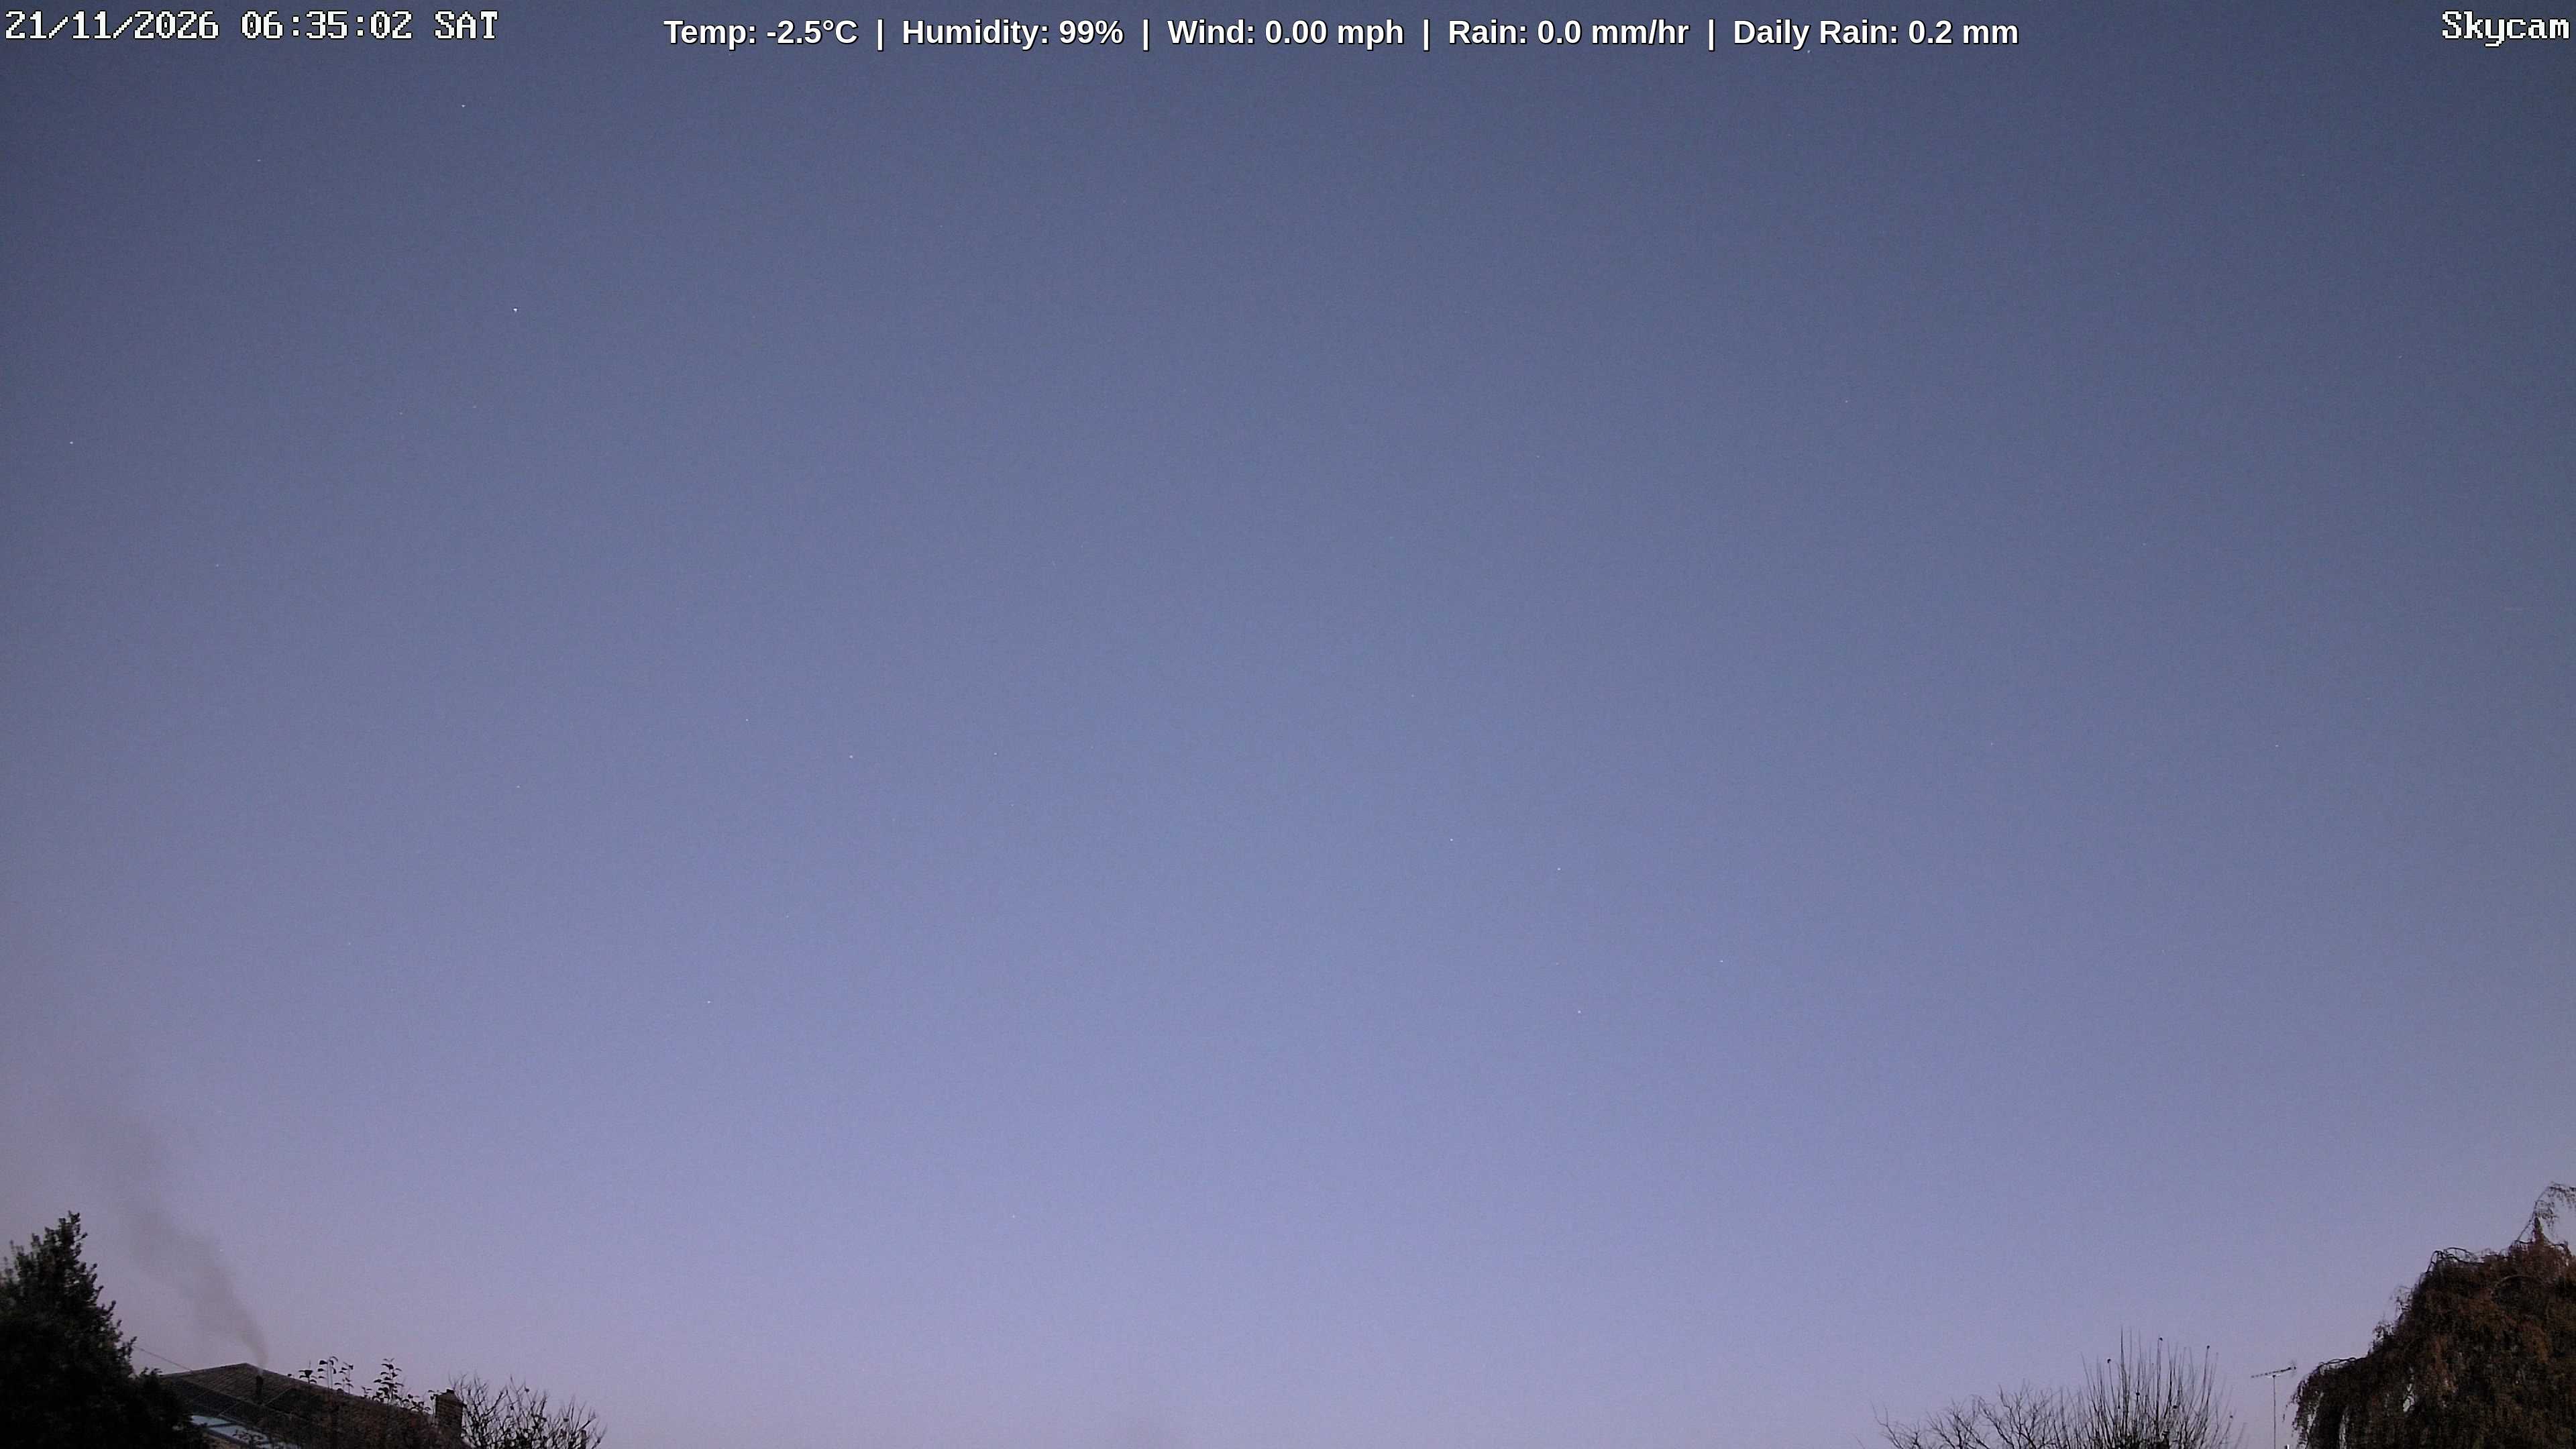 21/11/2026 06:35:02 SAT
Temp: -2.5°C | Humidity: 99% | Wind: 0.00 mph | Rain: 0.0 mm/hr | Daily Rain: 0.2 mm
Skycam